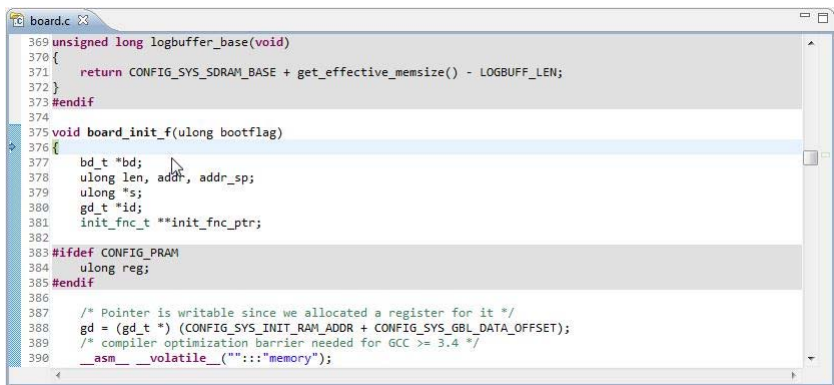 board.c
369 unsigned long logbuffer_base(void)
370 {
371     return CONFIG_SYS_SDRAM_BASE + get_effective_memsize() - LOGBUFF_LEN;
372 }
373 #endif
374
375 void board_init_f(ulong bootflag)
376 {
377     bd_t *bd;
378     ulong len, addr, addr_sp;
379     ulong *s;
380     gd_t *id;
381     init_fnc_t **init_fnc_ptr;
382
383 #ifdef CONFIG_PRAM
384     ulong reg;
385 #endif
386
387     /* Pointer is writable since we allocated a register for it */
388     gd = (gd_t *) (CONFIG_SYS_INIT_RAM_ADDR + CONFIG_SYS_GBL_DATA_OFFSET);
389     /* compiler optimization barrier needed for GCC >= 3.4 */
390     __asm__ __volatile__("":::"memory");